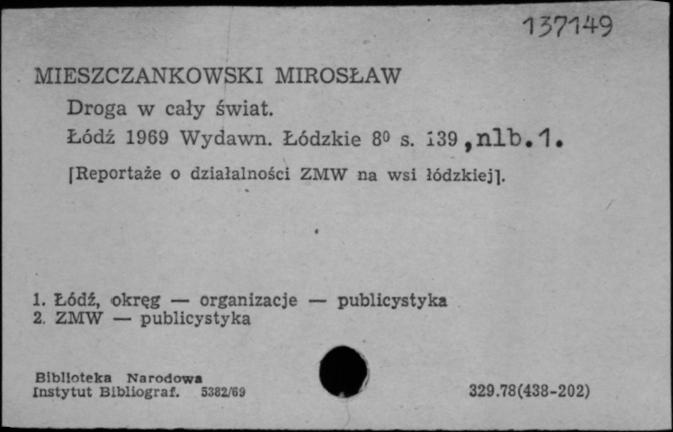 137149
MIESZCZANKOWSKI MIROSŁAW
Droga w cały świat.
Łódź 1969 Wydawn. Łódzkie 8⁰ s. 139, nlb. 1.
[Reportaże o działalności ZMW na wsi łódzkiej].
1. Łódź, okręg — organizacje — publicystyka
2. ZMW — publicystyka
Biblioteka Narodowa
Instytut Bibliograf. 5382/69
329.78(438-202)